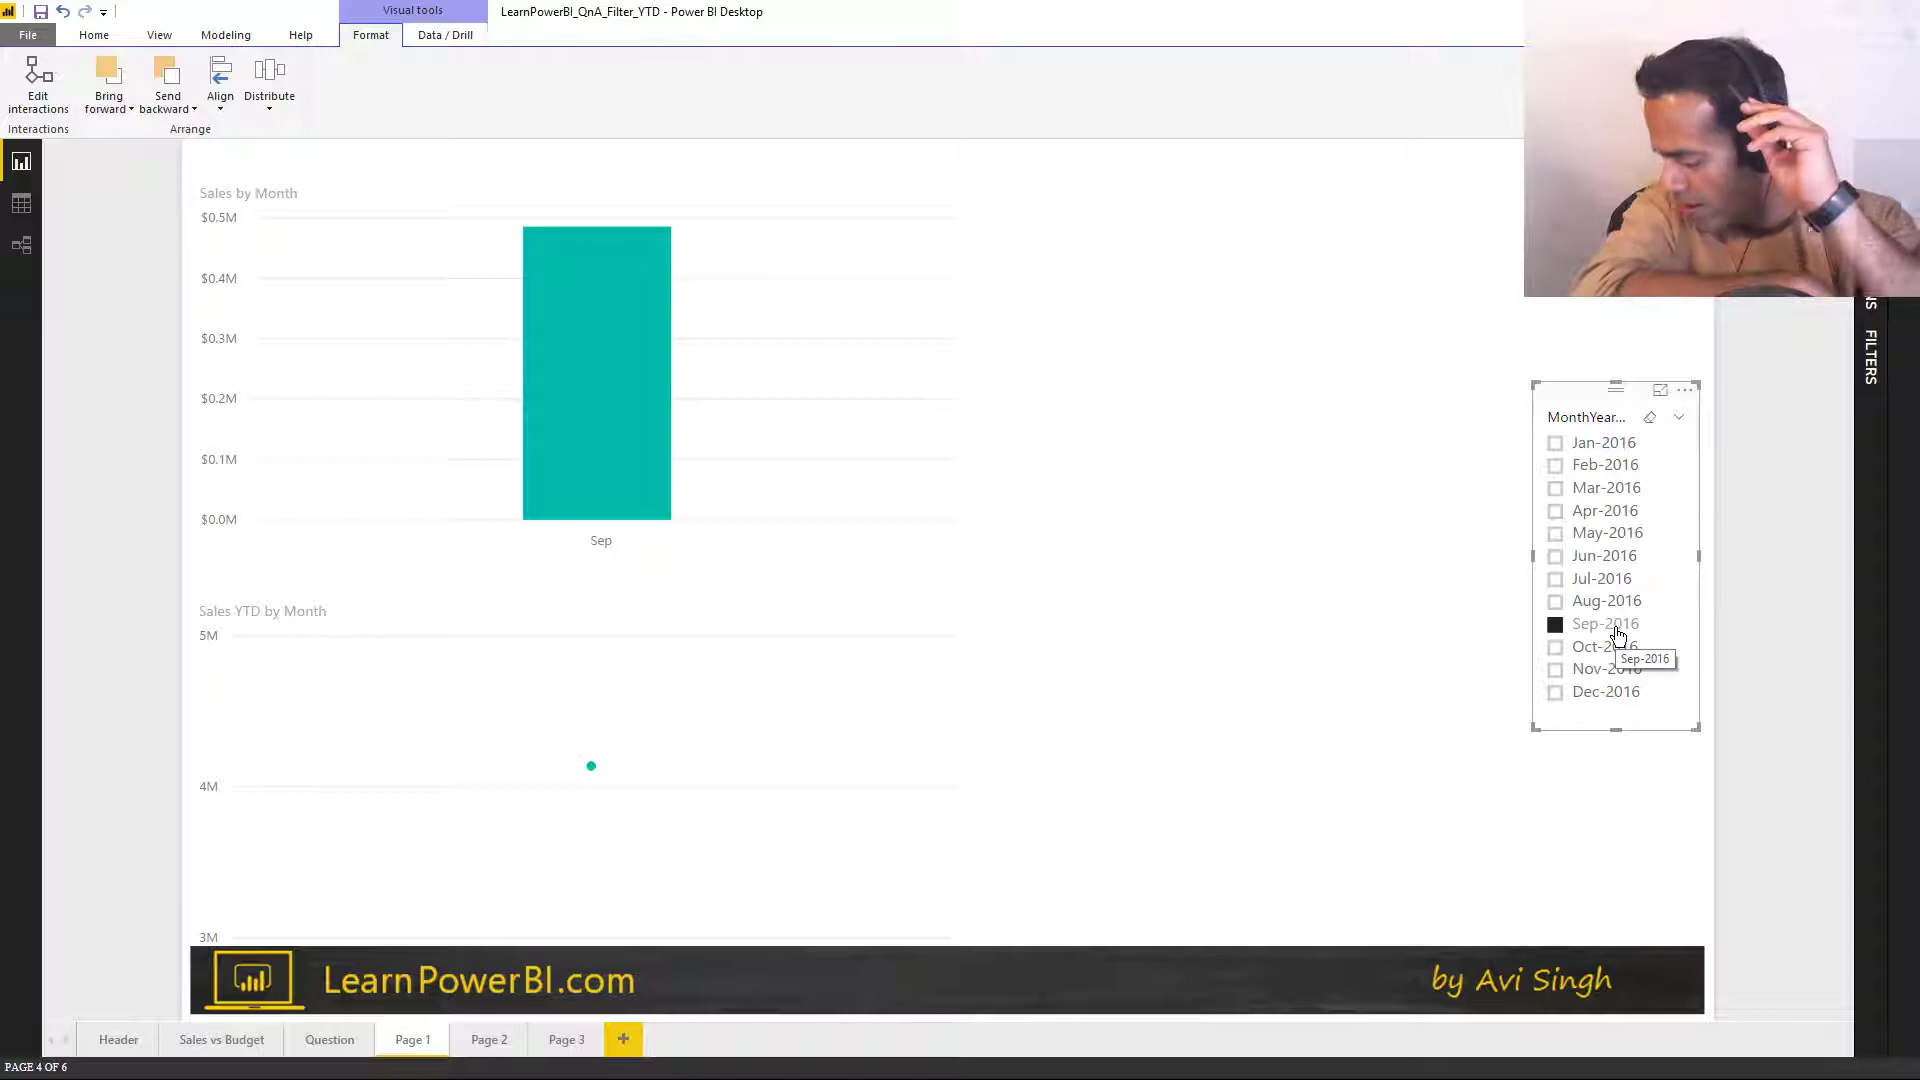 Visual tools
LearnPowerBI_QnA_Filter_YTD - Power BI Desktop
File
Home
View
Modeling
Help
Format
Data / Drill
Edit
interactions
Bring
forward
Send
backward
Align
Distribute
Interactions
Arrange
Sales by Month
$0.5M
$0.4M
$0.3M
$0.2M
$0.1M
$0.0M
Sep
Sales YTD by Month
5M
4M
3M
FILTERS
MonthYear...
Jan-2016
Feb-2016
Mar-2016
Apr-2016
May-2016
Jun-2016
Jul-2016
Aug-2016
Sep-2016
Oct-2016
Sep-2016
Nov-2016
Dec-2016
LearnPowerBI.com
by Avi Singh
Header
Sales vs Budget
Question
Page 1
Page 2
Page 3
PAGE 4 OF 6